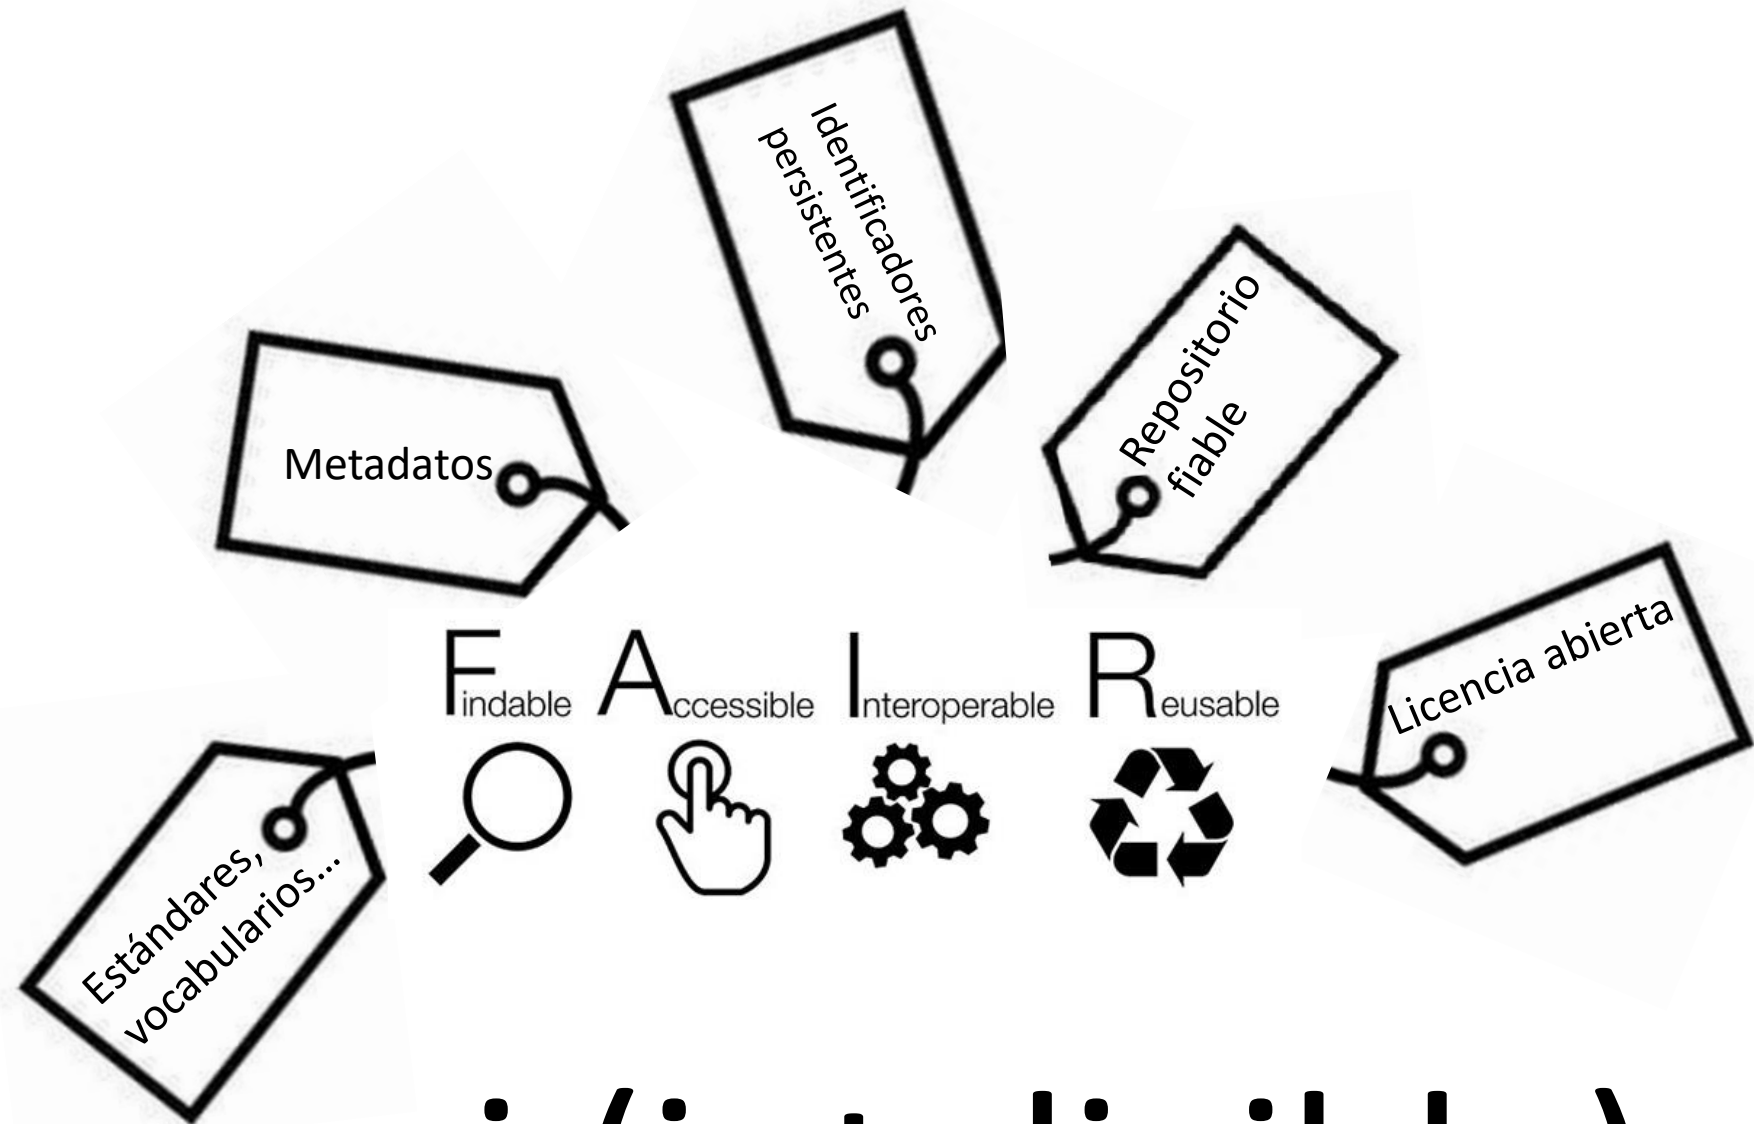 Identificadores
persistentes
Repositorio
fiable
Metadatos
Licencia abierta
Findable Accessible Interoperable Reusable
Estándares,
vocabularios...